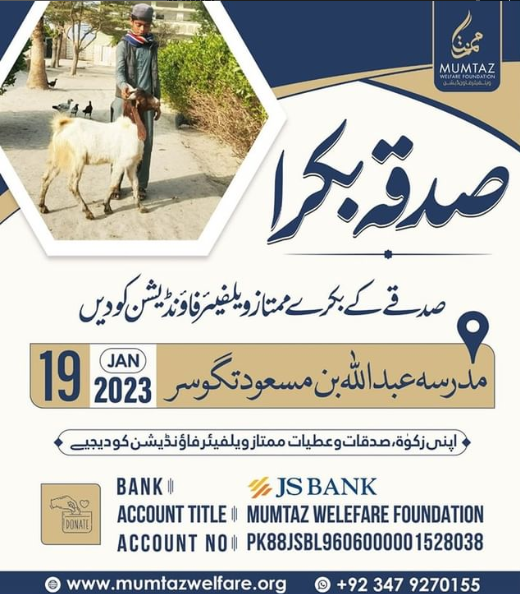 ممتاز
MUMTAZ
WELFARE FOUNDATION
ویلفیئر فاؤنڈیشن
صدقہ بکرا
صدقے کے بکرے ممتاز ویلفیئر فاؤنڈیشن کو دیں
19 JAN 2023
مدرسہ عبداللہ بن مسعود تگوسر
اپنی زکوٰۃ، صدقات وعطیات ممتاز ویلفیئر فاؤنڈیشن کو دیجیے
DONATE
BANK
JS BANK
ACCOUNT TITLE MUMTAZ WELEFARE FOUNDATION
ACCOUNT NO PK88JSBL9606000001528038
www.mumtazwelfare.org +92 347 9270155